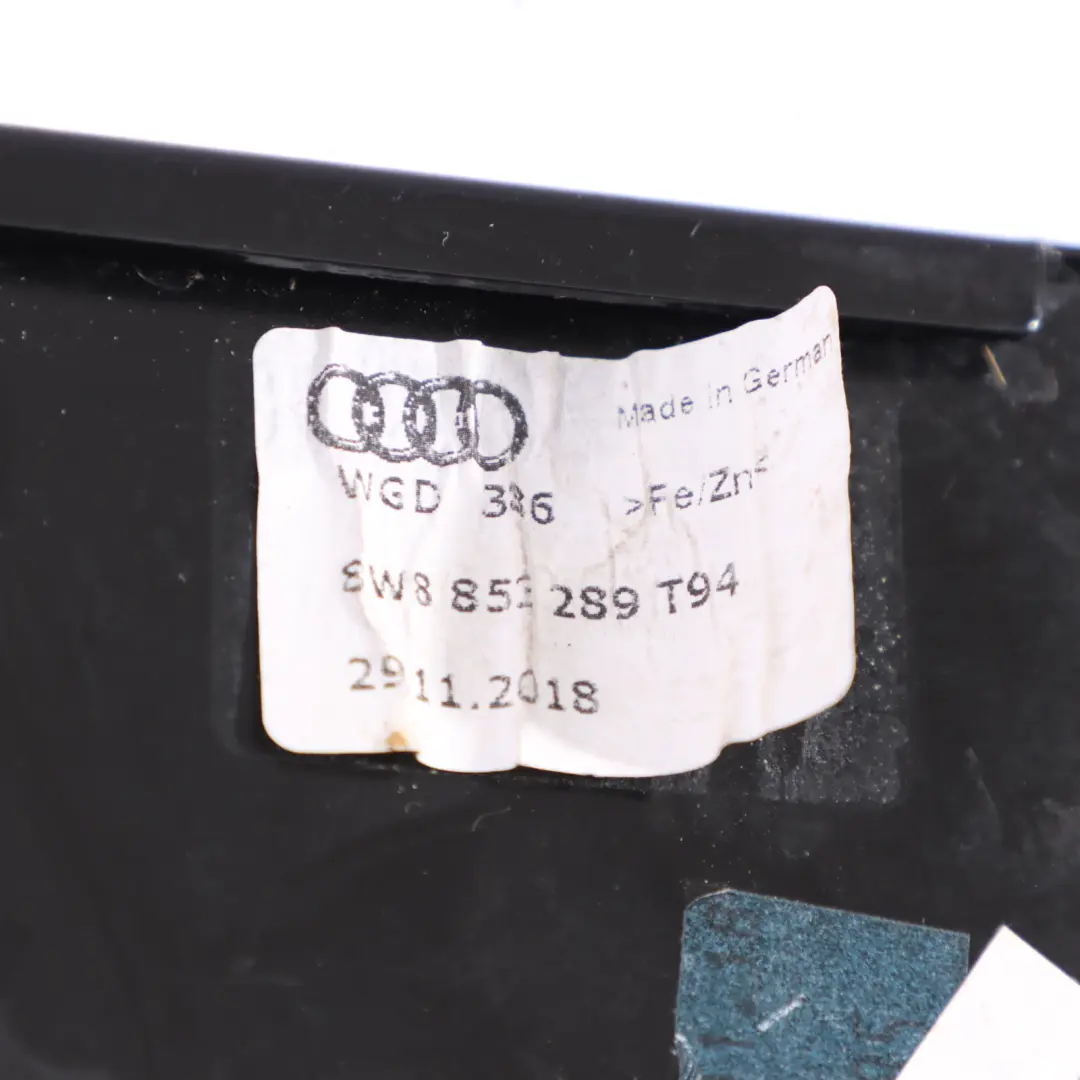 Made in German
WGD 386 >Fe/Zn<
8W8 853 289 T94
29.11.2018